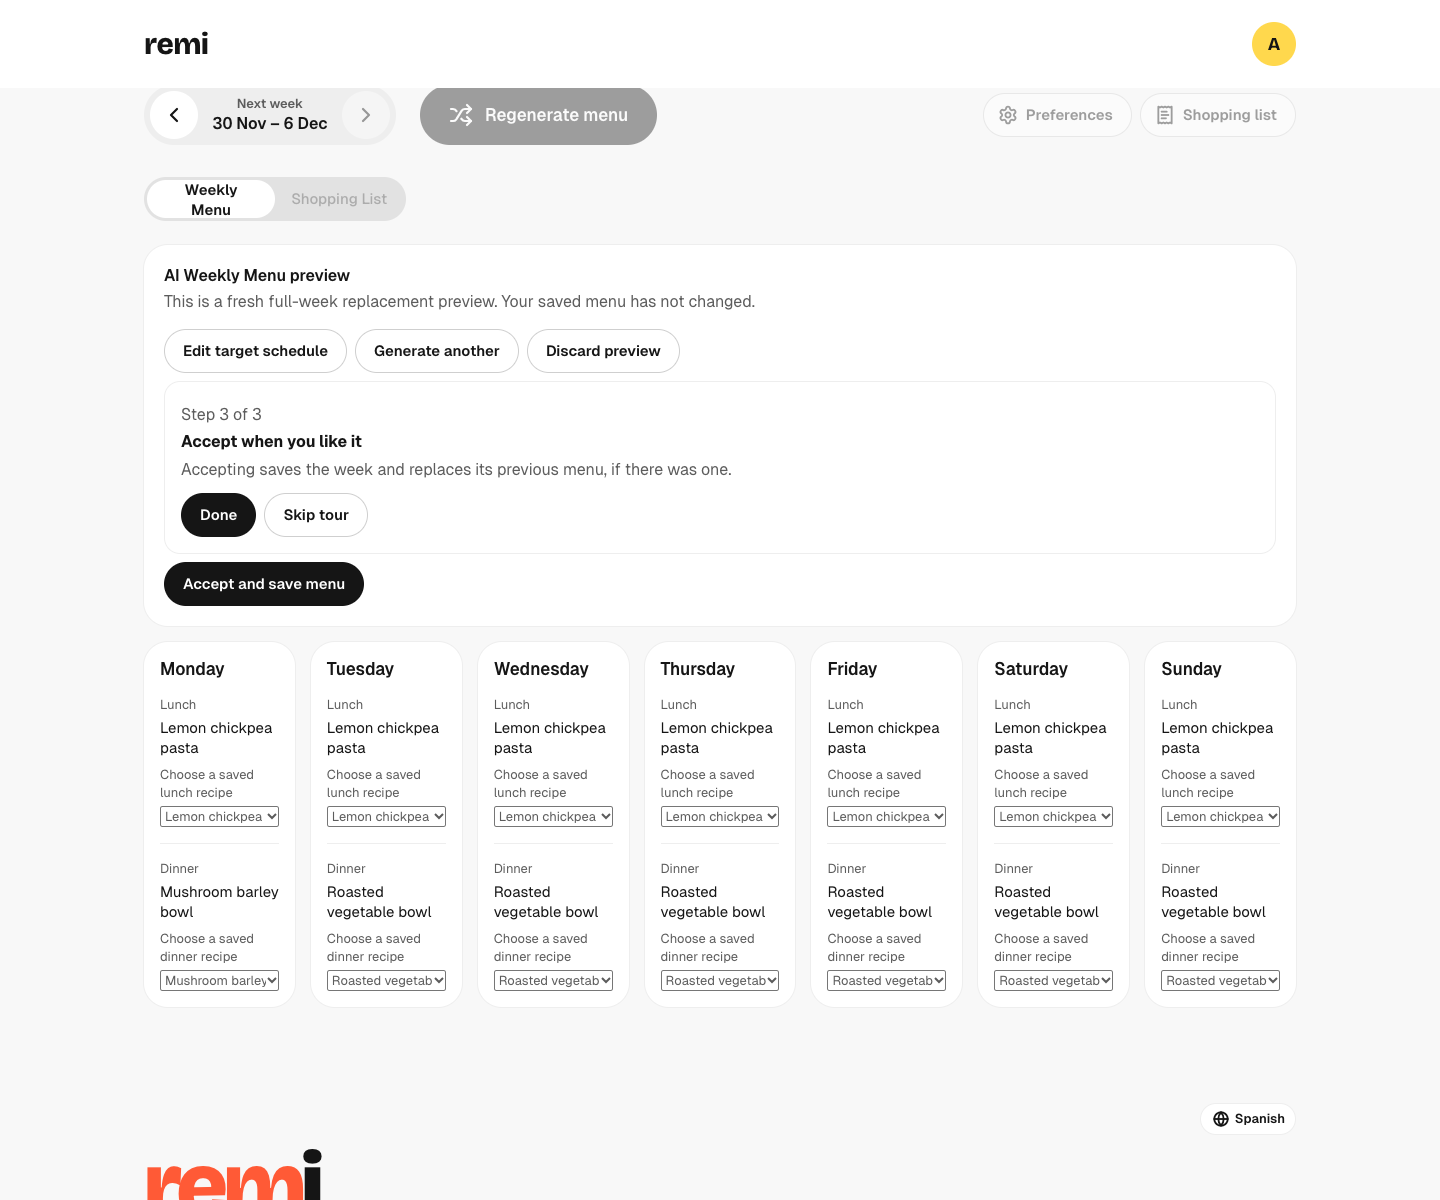 remi
A
Next week
30 Nov – 6 Dec
Regenerate menu
Preferences
Shopping list
Weekly
Menu
Shopping List
AI Weekly Menu preview
This is a fresh full-week replacement preview. Your saved menu has not changed.
Edit target schedule
Generate another
Discard preview
Step 3 of 3
Accept when you like it
Accepting saves the week and replaces its previous menu, if there was one.
Done
Skip tour
Accept and save menu
Monday
Lunch
Lemon chickpea
pasta
Choose a saved
lunch recipe
Lemon chickpea
Dinner
Mushroom barley
bowl
Choose a saved
dinner recipe
Mushroom barley
Tuesday
Lunch
Lemon chickpea
pasta
Choose a saved
lunch recipe
Lemon chickpea
Dinner
Roasted
vegetable bowl
Choose a saved
dinner recipe
Roasted vegetab
Wednesday
Lunch
Lemon chickpea
pasta
Choose a saved
lunch recipe
Lemon chickpea
Dinner
Roasted
vegetable bowl
Choose a saved
dinner recipe
Roasted vegetab
Thursday
Lunch
Lemon chickpea
pasta
Choose a saved
lunch recipe
Lemon chickpea
Dinner
Roasted
vegetable bowl
Choose a saved
dinner recipe
Roasted vegetab
Friday
Lunch
Lemon chickpea
pasta
Choose a saved
lunch recipe
Lemon chickpea
Dinner
Roasted
vegetable bowl
Choose a saved
dinner recipe
Roasted vegetab
Saturday
Lunch
Lemon chickpea
pasta
Choose a saved
lunch recipe
Lemon chickpea
Dinner
Roasted
vegetable bowl
Choose a saved
dinner recipe
Roasted vegetab
Sunday
Lunch
Lemon chickpea
pasta
Choose a saved
lunch recipe
Lemon chickpea
Dinner
Roasted
vegetable bowl
Choose a saved
dinner recipe
Roasted vegetab
Spanish
remi